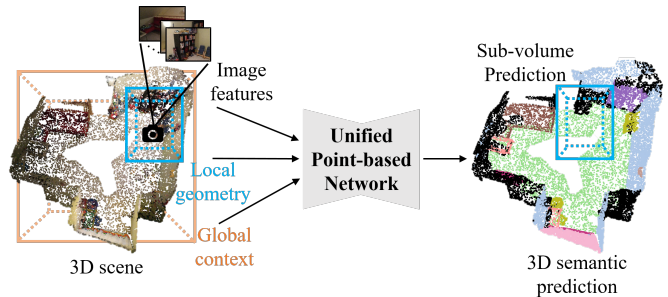 Image
features
Local
geometry
Global
context
3D scene
Unified
Point-based
Network
Sub-volume
Prediction
3D semantic
prediction